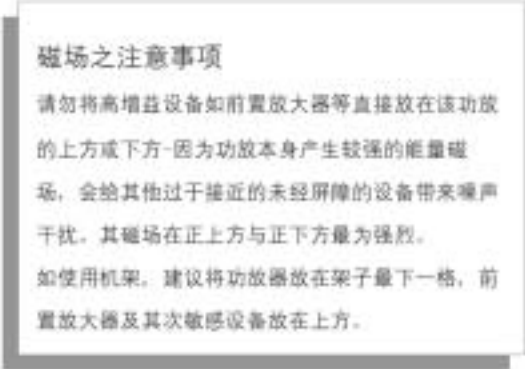 磁场之注意事项
请勿将高增益设备如前置放大器等直接放在该功放
的上方或下方-因为功放本身产生较强的能量磁
场，会给其他过于接近的未经屏障的设备带来噪声
干扰。其磁场在正上方与正下方最为强烈。
如使用机架，建议将功放器放在架子最下一格，前
置放大器及其次敏感设备放在上方。